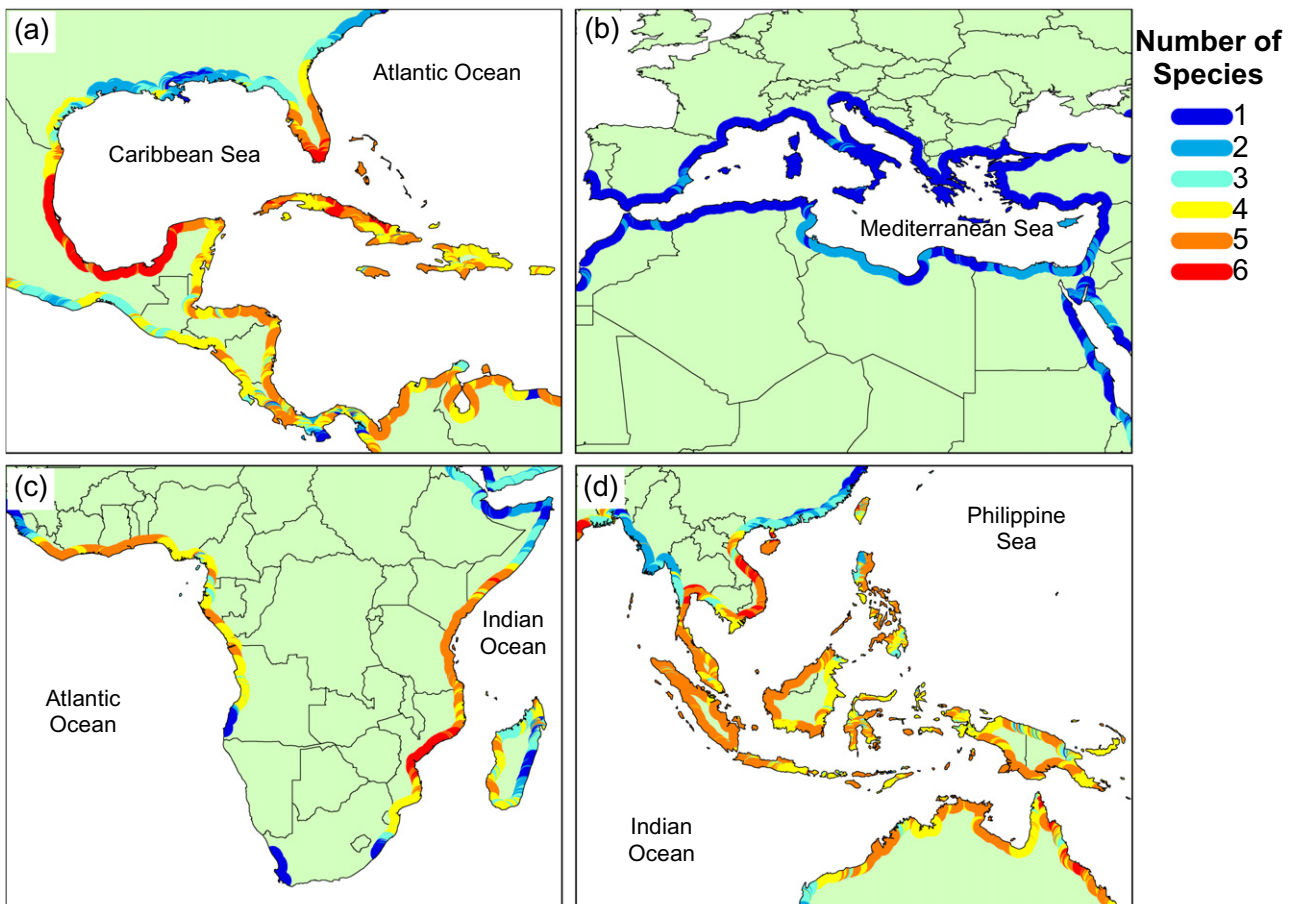 (a)
Atlantic Ocean
Caribbean Sea
(b)
Mediterranean Sea
Number of
Species
1
2
3
4
5
6
(c)
Indian
Ocean
Atlantic
Ocean
(d)
Philippine
Sea
Indian
Ocean